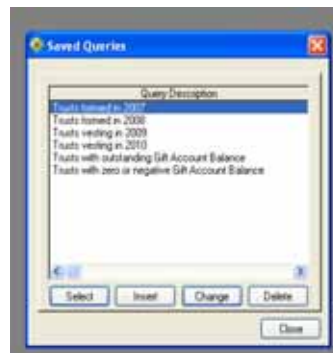 Saved Queries
Query Description
Trusts formed in 2007
Trusts formed in 2008
Trusts vesting in 2009
Trusts vesting in 2010
Trusts with outstanding Gift Account Balance
Trusts with zero or negative Gift Account Balance
Select Insert Change Delete
Close